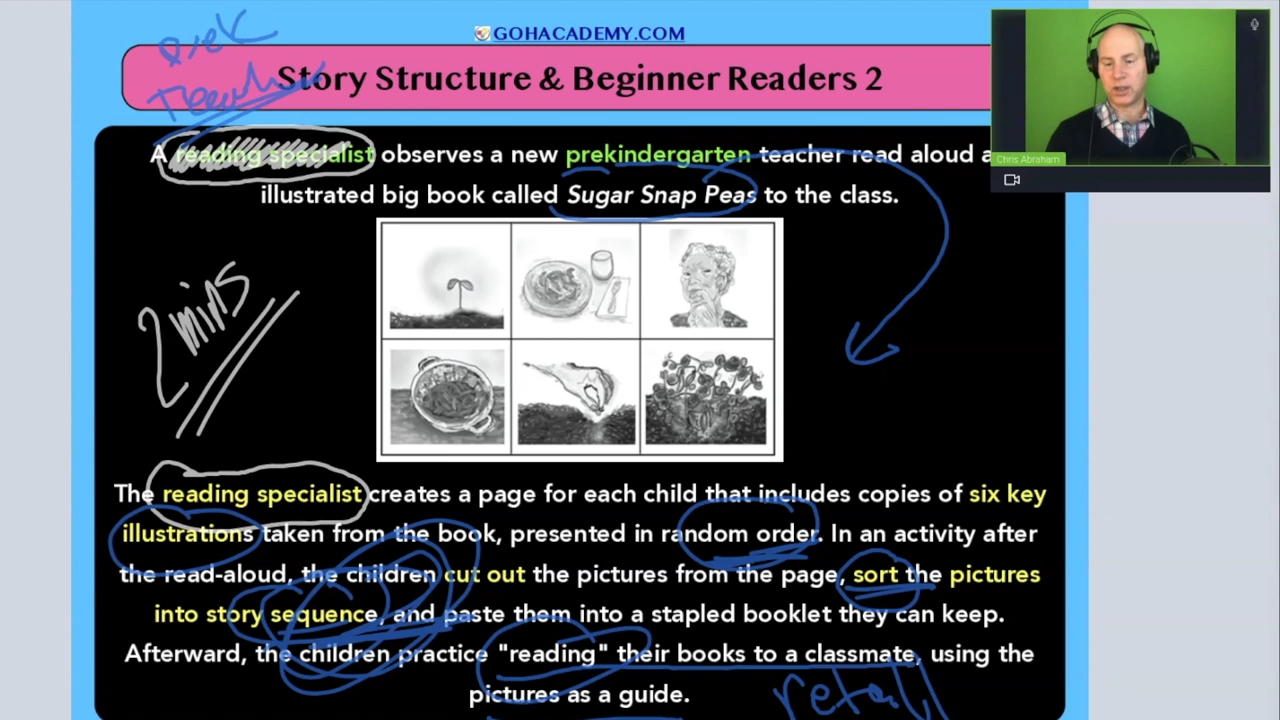 GOHACADEMY.COM
PreK
Teacher
Story Structure & Beginner Readers 2
Chris Abraham
A reading specialist observes a new prekindergarten teacher read aloud a
illustrated big book called Sugar Snap Peas to the class.
2 mins
The reading specialist creates a page for each child that includes copies of six key
illustrations taken from the book, presented in random order. In an activity after
the read-aloud, the children cut out the pictures from the page, sort the pictures
into story sequence, and paste them into a stapled booklet they can keep.
Afterward, the children practice "reading" their books to a classmate, using the
pictures as a guide.
retell